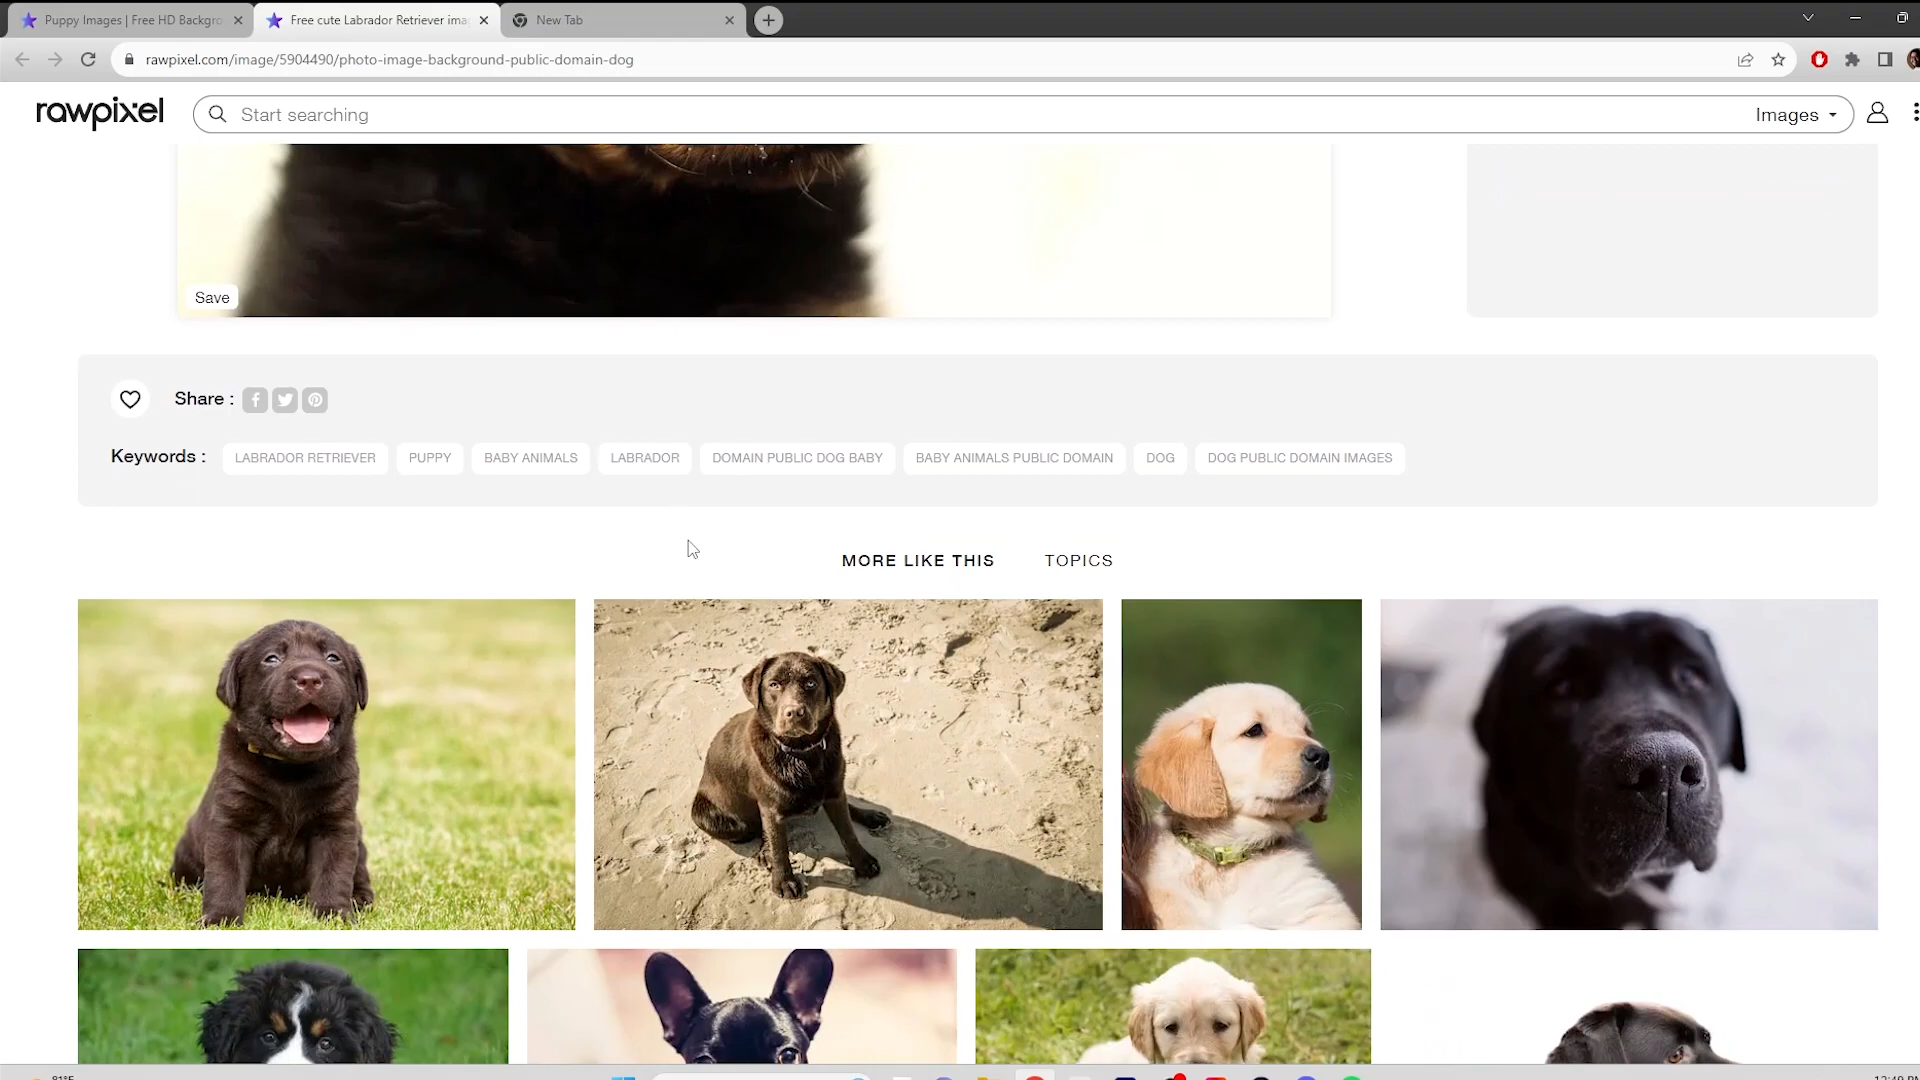 Puppy Images | Free HD Backgro
Free cute Labrador Retriever ima
New Tab
rawpixel.com/image/5904490/photo-image-background-public-domain-dog
rawpixel
Start searching
Images
Save
Share :
Keywords :
LABRADOR RETRIEVER
PUPPY
BABY ANIMALS
LABRADOR
DOMAIN PUBLIC DOG BABY
BABY ANIMALS PUBLIC DOMAIN
DOG
DOG PUBLIC DOMAIN IMAGES
MORE LIKE THIS
TOPICS
81°F